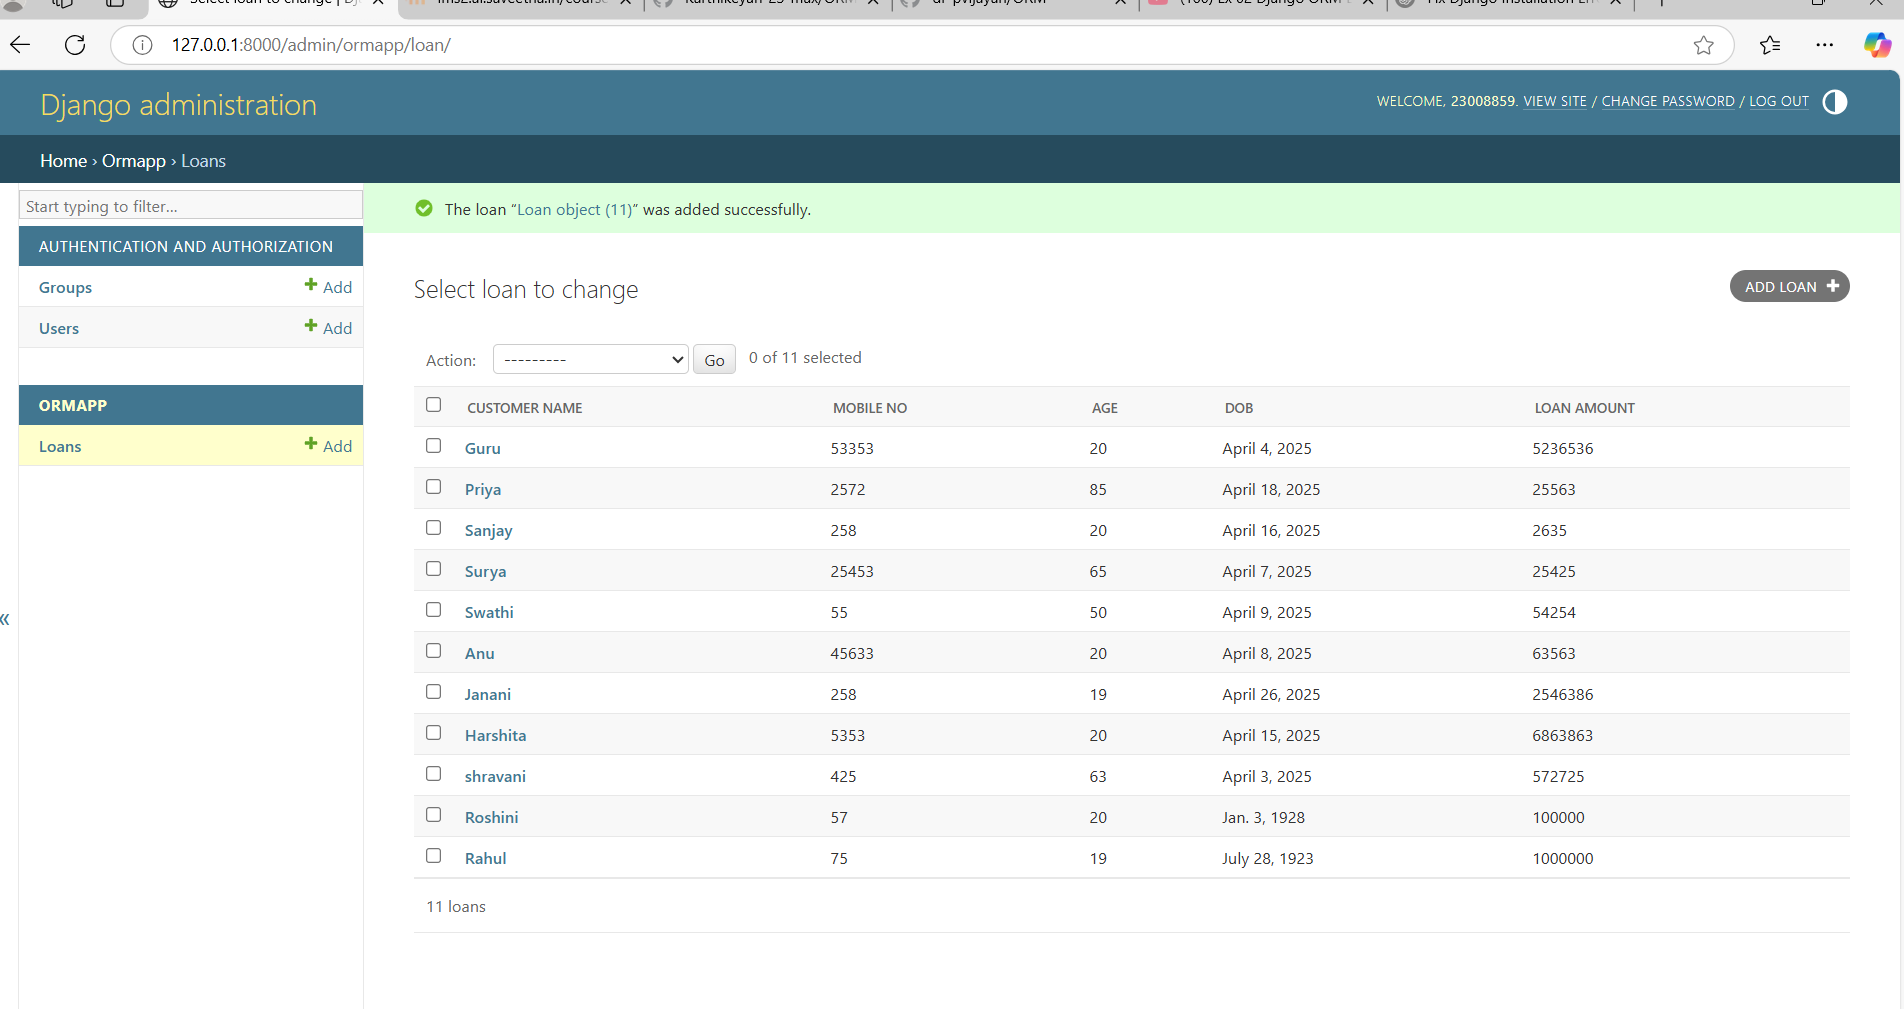 127.0.0.1:8000/admin/ormapp/loan/
Django administration
WELCOME, 23008859. VIEW SITE / CHANGE PASSWORD / LOG OUT
Home › Ormapp › Loans
Start typing to filter...
The loan “Loan object (11)” was added successfully.
AUTHENTICATION AND AUTHORIZATION
Groups + Add
Users + Add
ORMAPP
Loans + Add
«
Select loan to change
ADD LOAN +
Action: --------- Go 0 of 11 selected
CUSTOMER NAME MOBILE NO AGE DOB LOAN AMOUNT
Guru 53353 20 April 4, 2025 5236536
Priya 2572 85 April 18, 2025 25563
Sanjay 258 20 April 16, 2025 2635
Surya 25453 65 April 7, 2025 25425
Swathi 55 50 April 9, 2025 54254
Anu 45633 20 April 8, 2025 63563
Janani 258 19 April 26, 2025 2546386
Harshita 5353 20 April 15, 2025 6863863
shravani 425 63 April 3, 2025 572725
Roshini 57 20 Jan. 3, 1928 100000
Rahul 75 19 July 28, 1923 1000000
11 loans